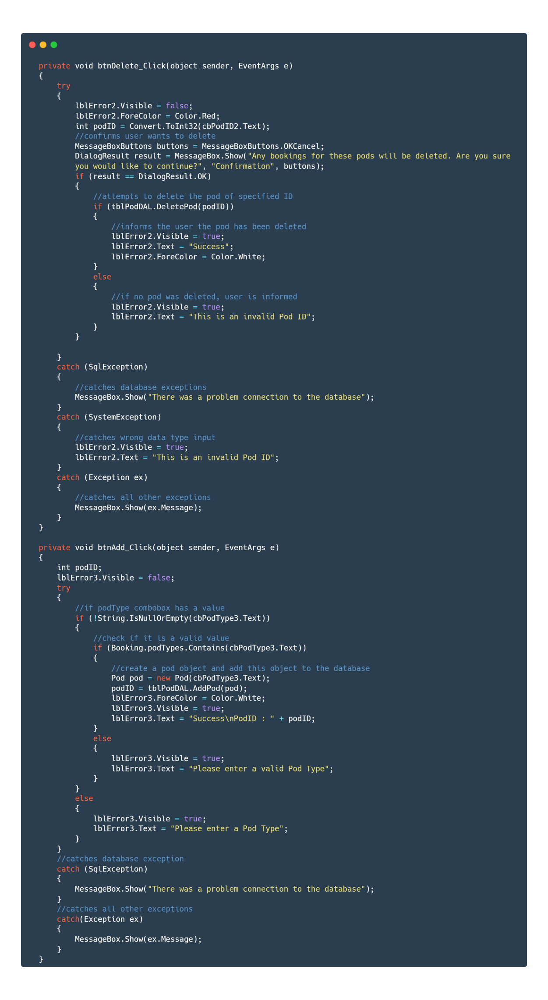 private void btnDelete_Click(object sender, EventArgs e)
{
    try
    {
        lblError2.Visible = false;
        lblError2.ForeColor = Color.Red;
        int podID = Convert.ToInt32(cbPodID2.Text);
        //confirms user wants to delete
        MessageBoxButtons buttons = MessageBoxButtons.OKCancel;
        DialogResult result = MessageBox.Show("Any bookings for these pods will be deleted. Are you sure
        you would like to continue?", "Confirmation", buttons);
        if (result == DialogResult.OK)
        {
            //attempts to delete the pod of specified ID
            if (tblPodDAL.DeletePod(podID))
            {
                //informs the user the pod has been deleted
                lblError2.Visible = true;
                lblError2.Text = "Success";
                lblError2.ForeColor = Color.White;
            }
            else
            {
                //if no pod was deleted, user is informed
                lblError2.Visible = true;
                lblError2.Text = "This is an invalid Pod ID";
            }
        }

    }
    catch (SqlException)
    {
        //catches database exceptions
        MessageBox.Show("There was a problem connection to the database");
    }
    catch (SystemException)
    {
        //catches wrong data type input
        lblError2.Visible = true;
        lblError2.Text = "This is an invalid Pod ID";
    }
    catch (Exception ex)
    {
        //catches all other exceptions
        MessageBox.Show(ex.Message);
    }
}

private void btnAdd_Click(object sender, EventArgs e)
{
    int podID;
    lblError3.Visible = false;
    try
    {
        //if podType combobox has a value
        if (!String.IsNullOrEmpty(cbPodType3.Text))
        {
            //check if it is a valid value
            if (Booking.podTypes.Contains(cbPodType3.Text))
            {
                //create a pod object and add this object to the database
                Pod pod = new Pod(cbPodType3.Text);
                podID = tblPodDAL.AddPod(pod);
                lblError3.ForeColor = Color.White;
                lblError3.Visible = true;
                lblError3.Text = "Success\nPodID : " + podID;
            }
            else
            {
                lblError3.Visible = true;
                lblError3.Text = "Please enter a valid Pod Type";
            }
        }
        else
        {
            lblError3.Visible = true;
            lblError3.Text = "Please enter a Pod Type";
        }
    }
    //catches database exception
    catch (SqlException)
    {
        MessageBox.Show("There was a problem connection to the database");
    }
    //catches all other exceptions
    catch(Exception ex)
    {
        MessageBox.Show(ex.Message);
    }
}